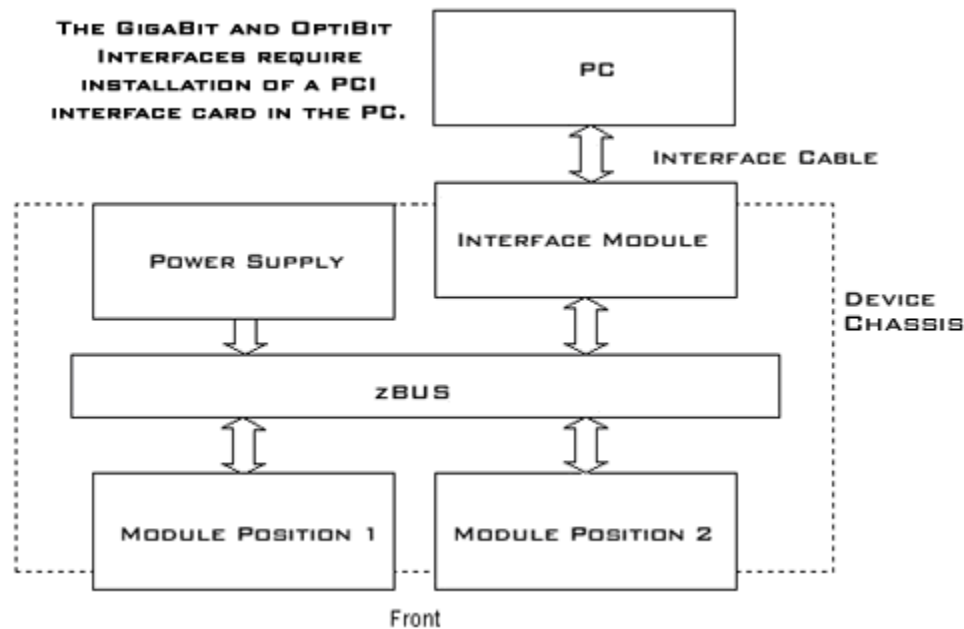 The GigaBit and OptiBit
Interfaces require
installation of a PCI
interface card in the PC.
PC
Interface Cable
Interface Module
Power Supply
Device
Chassis
zBUS
Module Position 1
Module Position 2
Front